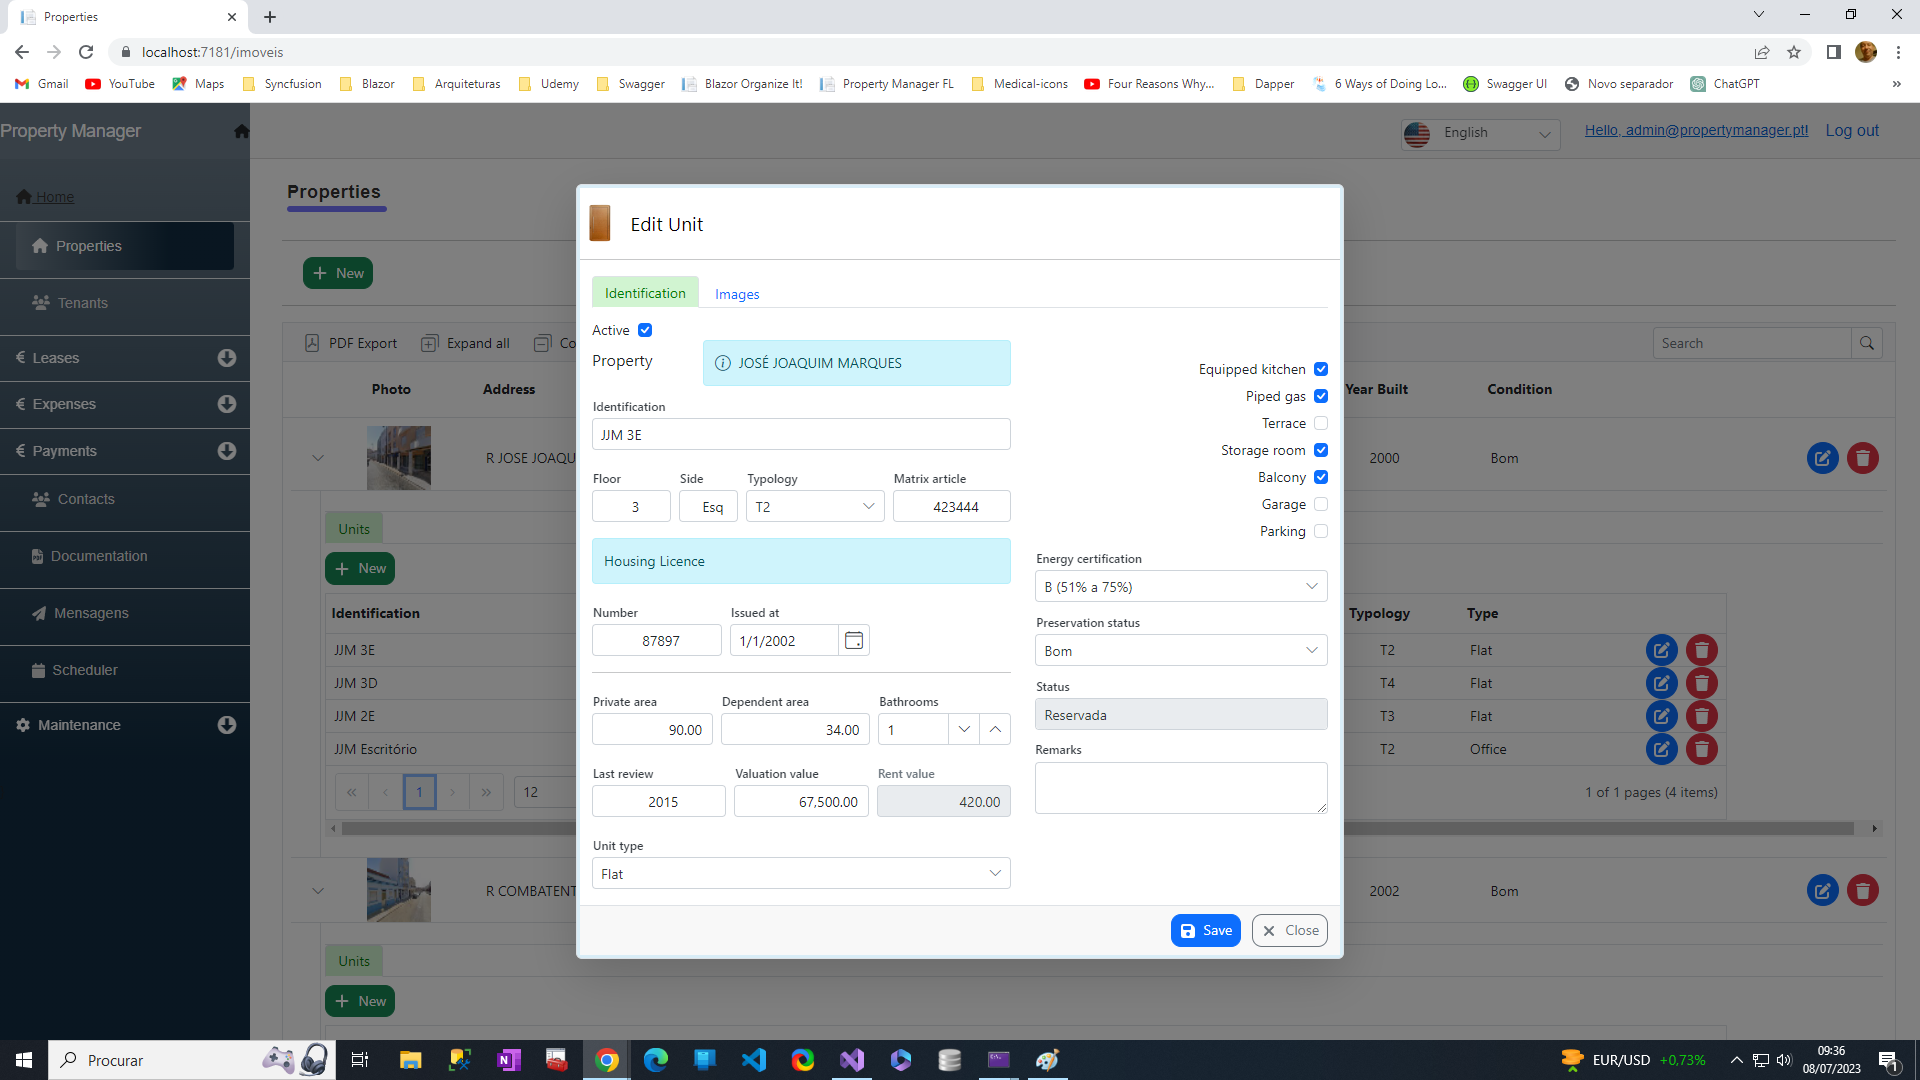 Properties
localhost:7181/imoveis
Gmail YouTube Maps Syncfusion Blazor Arquiteturas Udemy Swagger Blazor Organize It! Property Manager FL Medical-icons Four Reasons Why... Dapper 6 Ways of Doing Lo... Swagger UI Novo separador ChatGPT »
Property Manager
English
Hello, admin@propertymanager.pt!
Log out
Home
Properties
Tenants
€ Leases
€ Expenses
€ Payments
Contacts
Documentation
Mensagens
Scheduler
Maintenance
Properties
+ New
PDF Export Expand all Co
Search
Photo Address Year Built Condition
R JOSE JOAQU 2000 Bom
Units
+ New
Identification Typology Type
JJM 3E T2 Flat
JJM 3D T4 Flat
JJM 2E T3 Flat
JJM Escritório T2 Office
1 12 1 of 1 pages (4 items)
R COMBATENT 2002 Bom
Units
+ New
Edit Unit
Identification Images
Active
Property JOSÉ JOAQUIM MARQUES
Identification
JJM 3E
Floor Side Typology Matrix article
3 Esq T2 423444
Housing Licence
Number Issued at
87897 1/1/2002
Private area Dependent area Bathrooms
90.00 34.00 1
Last review Valuation value Rent value
2015 67,500.00 420.00
Unit type
Flat
Equipped kitchen
Piped gas
Terrace
Storage room
Balcony
Garage
Parking
Energy certification
B (51% a 75%)
Preservation status
Bom
Status
Reservada
Remarks
Save Close
Procurar
EUR/USD +0,73%
09:36
08/07/2023
1